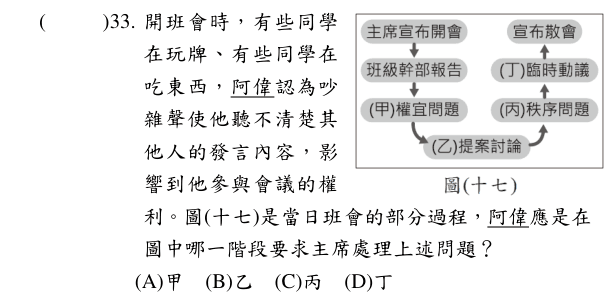 (　　)33. 開班會時，有些同學
在玩牌、有些同學在
吃東西，阿偉認為吵
雜聲使他聽不清楚其
他人的發言內容，影
響到他參與會議的權
利。圖(十七)是當日班會的部分過程，阿偉應是在
圖中哪一階段要求主席處理上述問題？
(A)甲　(B)乙　(C)丙　(D)丁
主席宣布開會
班級幹部報告
(甲)權宜問題
(乙)提案討論
(丙)秩序問題
(丁)臨時動議
宣布散會
圖(十七)